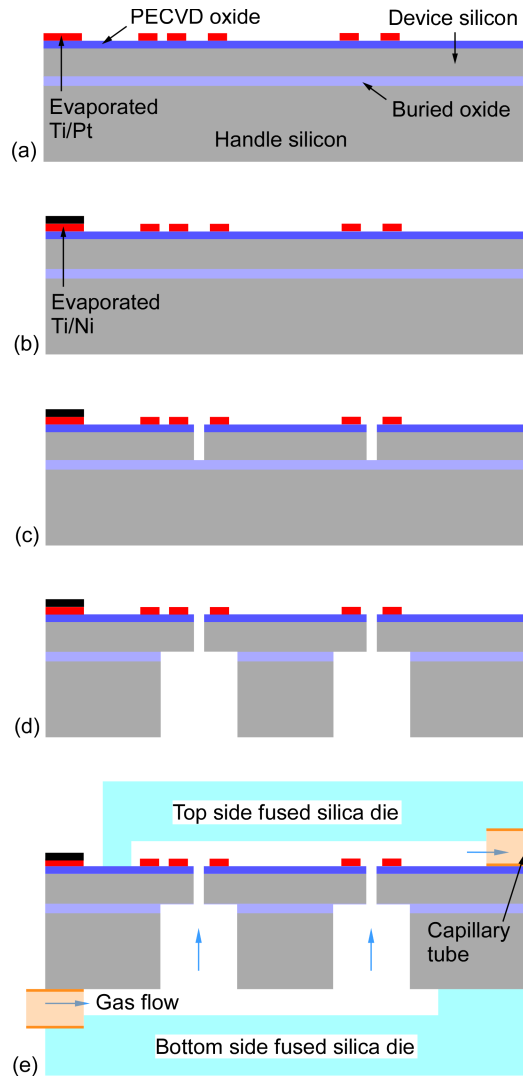 PECVD oxide
Device silicon
Evaporated
Ti/Pt
Buried oxide
Handle silicon
(a)
Evaporated
Ti/Ni
(b)
(c)
(d)
Top side fused silica die
Capillary
tube
Gas flow
Bottom side fused silica die
(e)